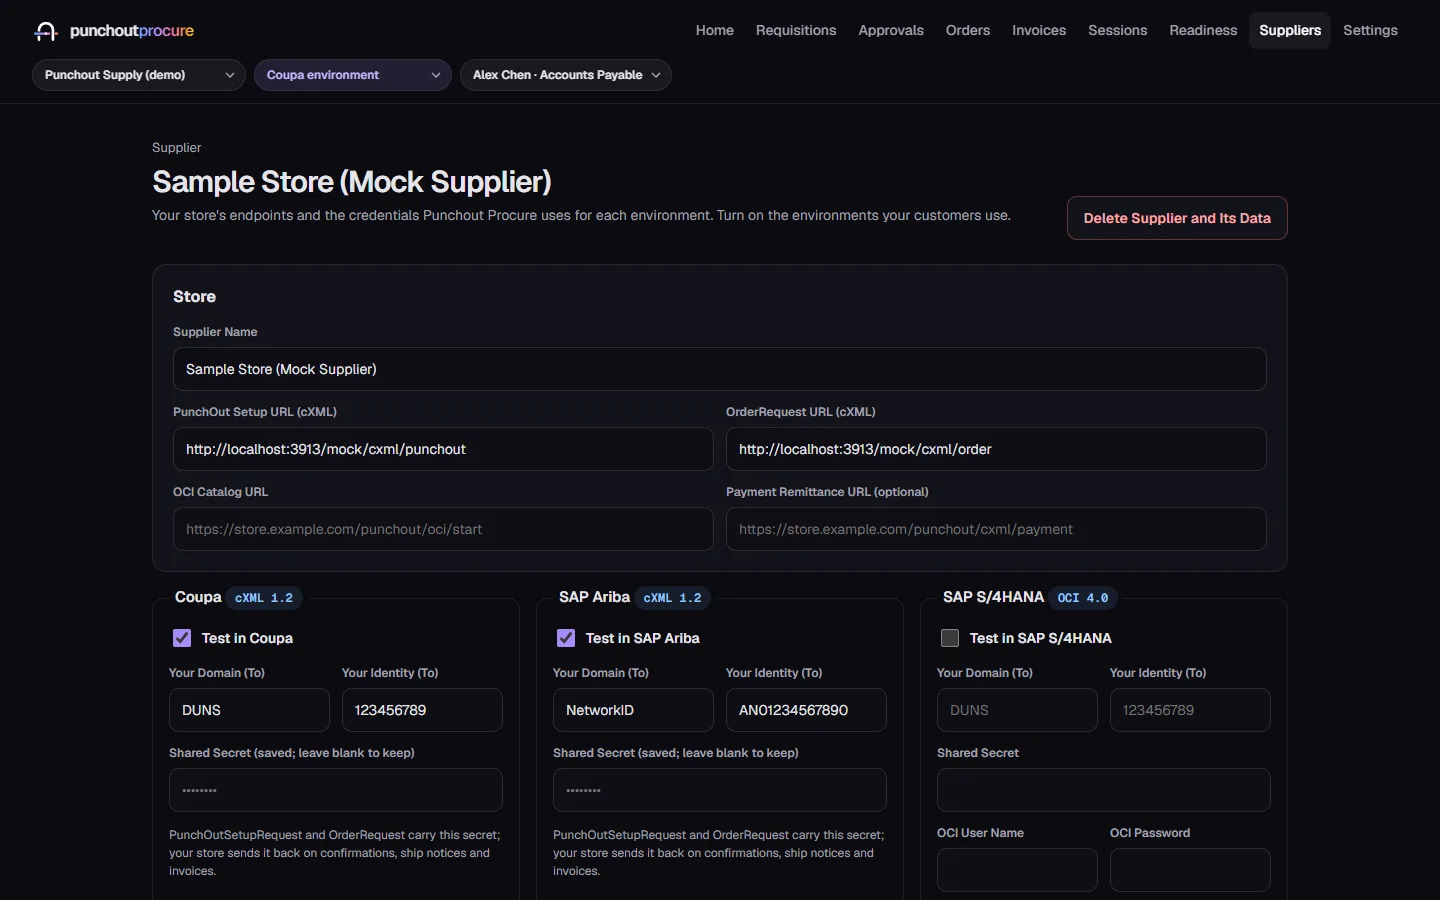 punchoutprocure
Home Requisitions Approvals Orders Invoices Sessions Readiness Suppliers Settings
Punchout Supply (demo) Coupa environment Alex Chen · Accounts Payable
Supplier
Sample Store (Mock Supplier)
Your store's endpoints and the credentials Punchout Procure uses for each environment. Turn on the environments your customers use.
Delete Supplier and Its Data
Store
Supplier Name
Sample Store (Mock Supplier)
PunchOut Setup URL (cXML) OrderRequest URL (cXML)
http://localhost:3913/mock/cxml/punchout http://localhost:3913/mock/cxml/order
OCI Catalog URL Payment Remittance URL (optional)
https://store.example.com/punchout/oci/start https://store.example.com/punchout/cxml/payment
Coupa cXML 1.2
Test in Coupa
Your Domain (To) Your Identity (To)
DUNS 123456789
Shared Secret (saved; leave blank to keep)
••••••••
PunchOutSetupRequest and OrderRequest carry this secret;
your store sends it back on confirmations, ship notices and
invoices.
SAP Ariba cXML 1.2
Test in SAP Ariba
Your Domain (To) Your Identity (To)
NetworkID AN01234567890
Shared Secret (saved; leave blank to keep)
••••••••
PunchOutSetupRequest and OrderRequest carry this secret;
your store sends it back on confirmations, ship notices and
invoices.
SAP S/4HANA OCI 4.0
Test in SAP S/4HANA
Your Domain (To) Your Identity (To)
DUNS 123456789
Shared Secret
OCI User Name OCI Password